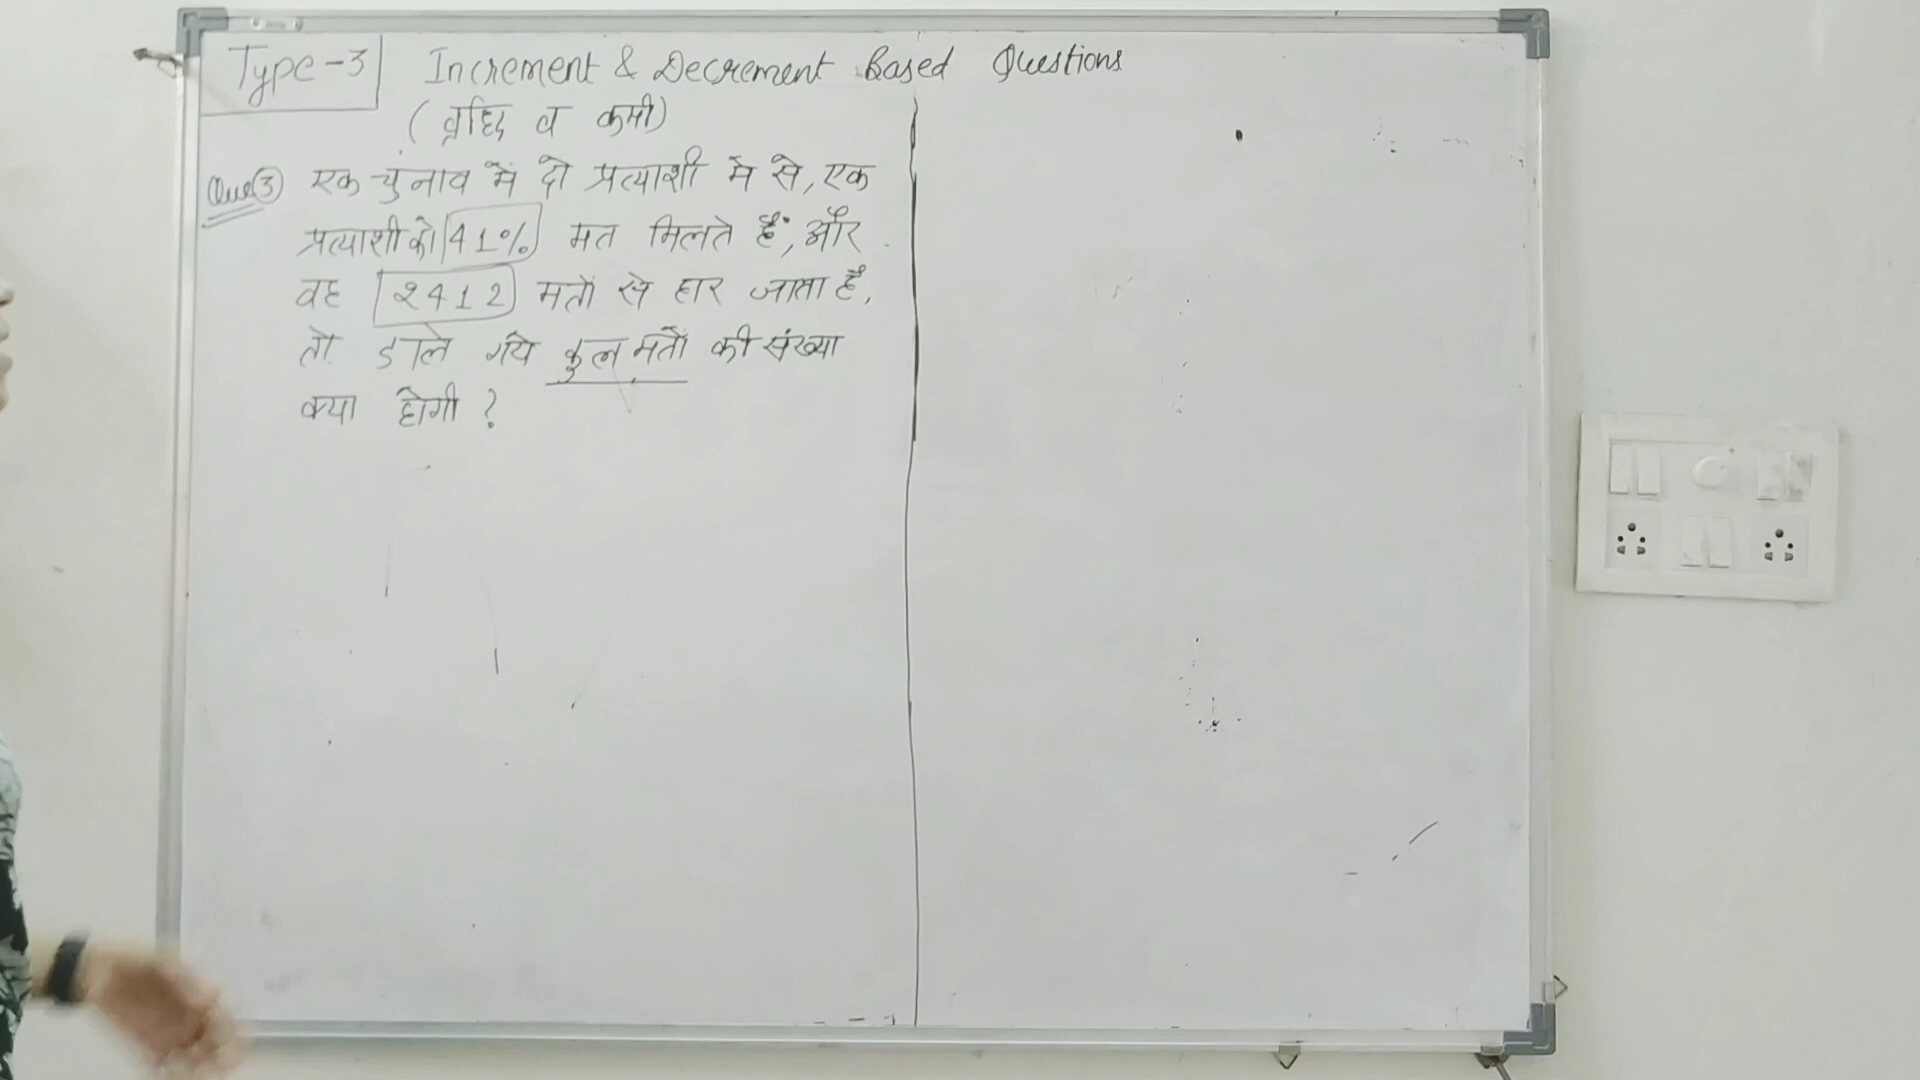 Type-3 Increment & Decrement Based Questions
(व्रद्धि व कमी)
Que③ एक चुनाव में दो प्रत्याशी मे से, एक
प्रत्याशी को 41% मत मिलते हैं, और
वह 2412 मतों से हार जाता है,
तो डाले गये कुल मतों की संख्या
क्या होगी ?